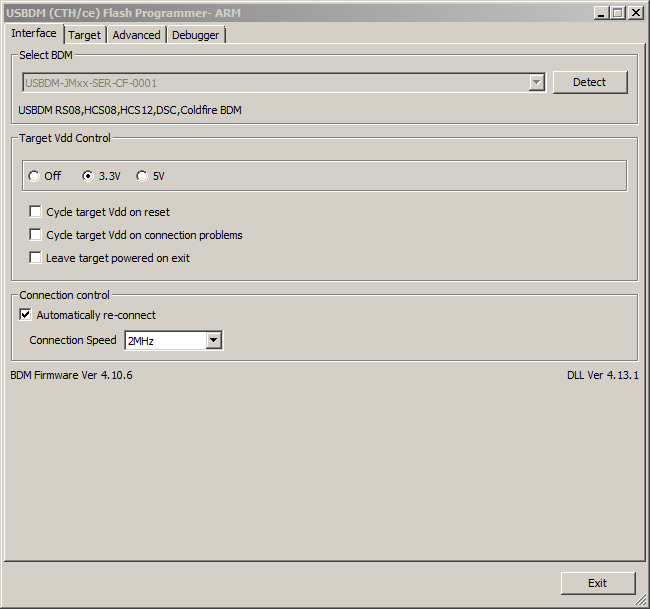 USBDM (CTH/ce) Flash Programmer- ARM
Interface Target Advanced Debugger
Select BDM
USBDM-JMxx-SER-CF-0001 Detect
USBDM RS08,HCS08,HCS12,DSC,Coldfire BDM
Target Vdd Control
Off 3.3V 5V
Cycle target Vdd on reset
Cycle target Vdd on connection problems
Leave target powered on exit
Connection control
Automatically re-connect
Connection Speed 2MHz
BDM Firmware Ver 4.10.6 DLL Ver 4.13.1
Exit